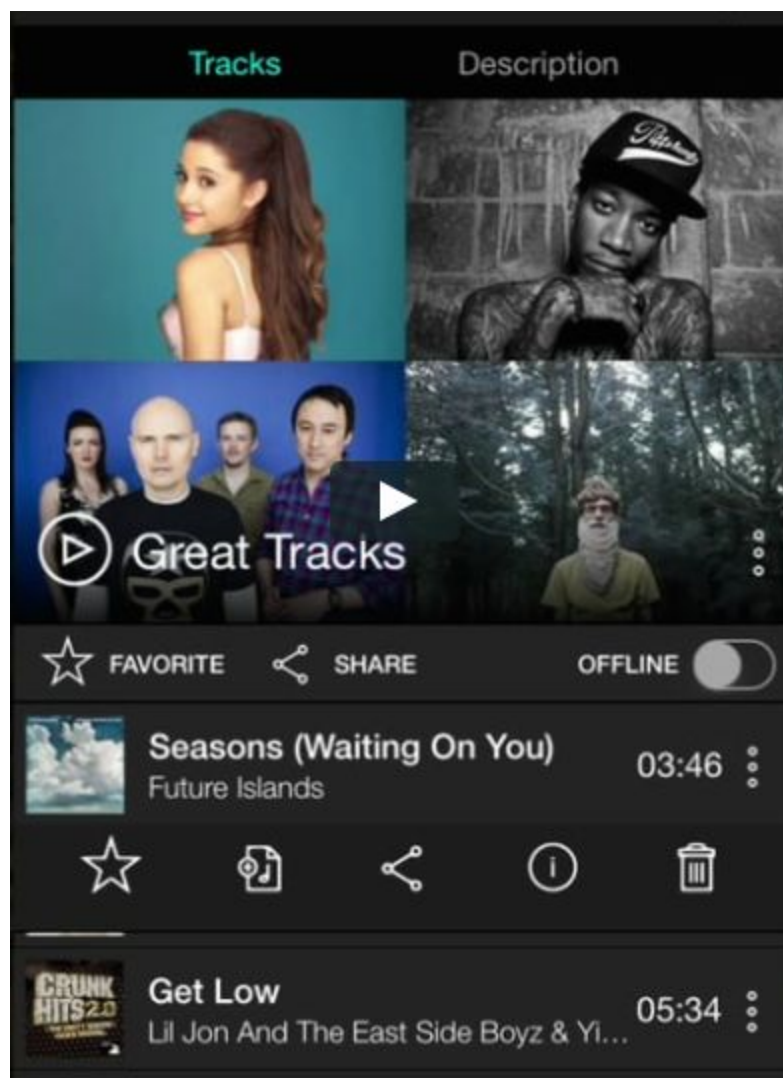 Tracks
Description
Great Tracks
FAVORITE
SHARE
OFFLINE
Seasons (Waiting On You)
Future Islands
03:46
CRUNK
HITS 2.0
Get Low
Lil Jon And The East Side Boyz & Yi...
05:34